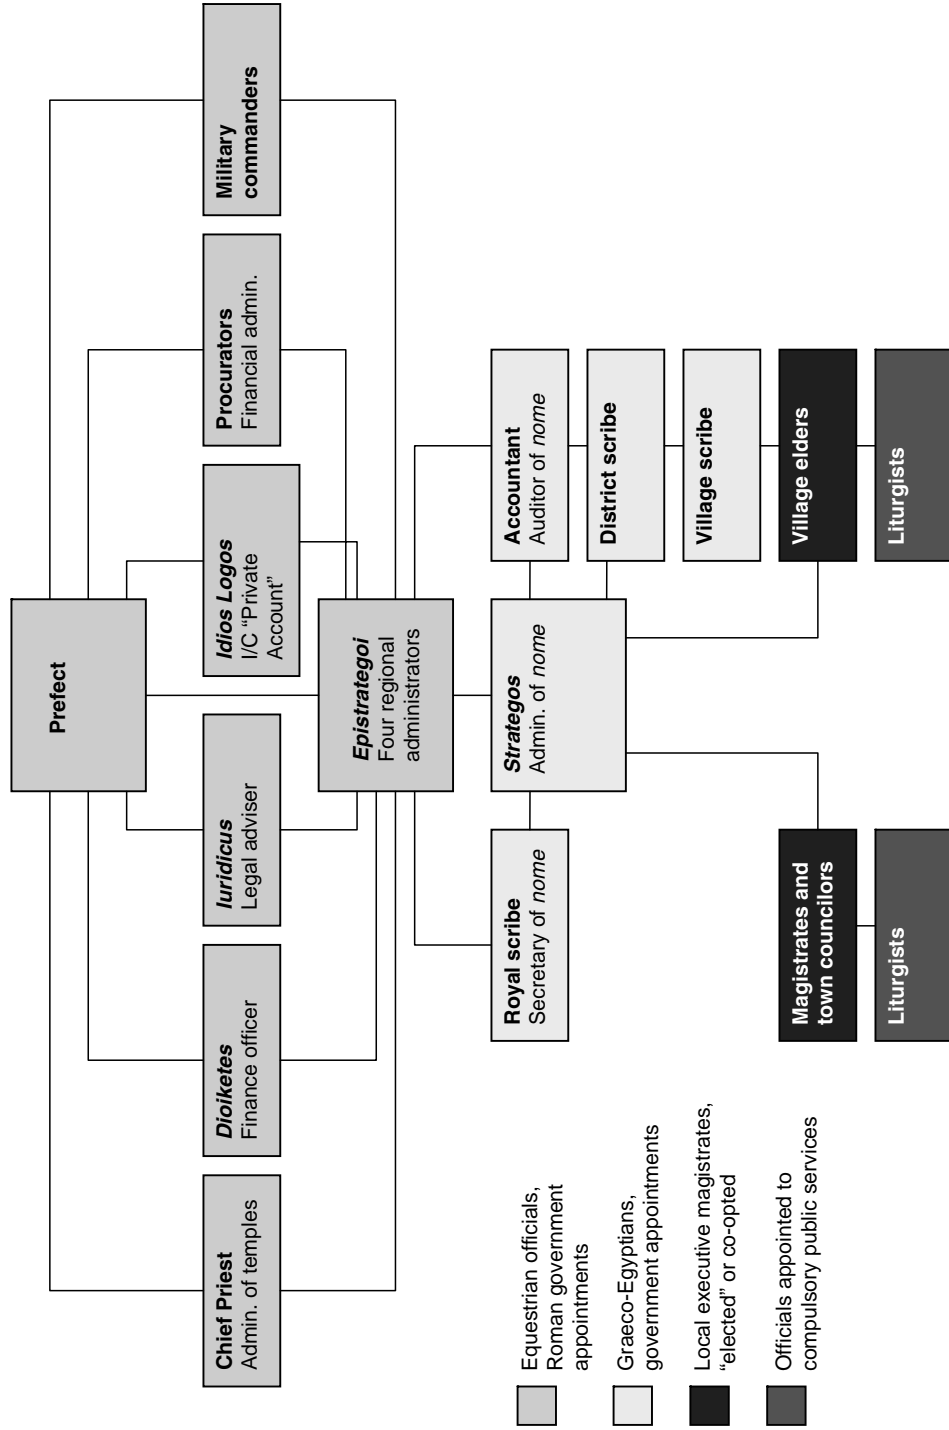 Prefect
Chief Priest
Admin. of temples
Dioiketes
Finance officer
Iuridicus
Legal adviser
Idios Logos
I/C “Private
Account”
Procurators
Financial admin.
Military
commanders
Epistrategoi
Four regional
administrators
Royal scribe
Secretary of nome
Strategos
Admin. of nome
Accountant
Auditor of nome
District scribe
Village scribe
Magistrates and
town councilors
Village elders
Liturgists
Liturgists
Equestrian officials,
Roman government
appointments
Graeco-Egyptians,
government appointments
Local executive magistrates,
“elected” or co-opted
Officials appointed to
compulsory public services